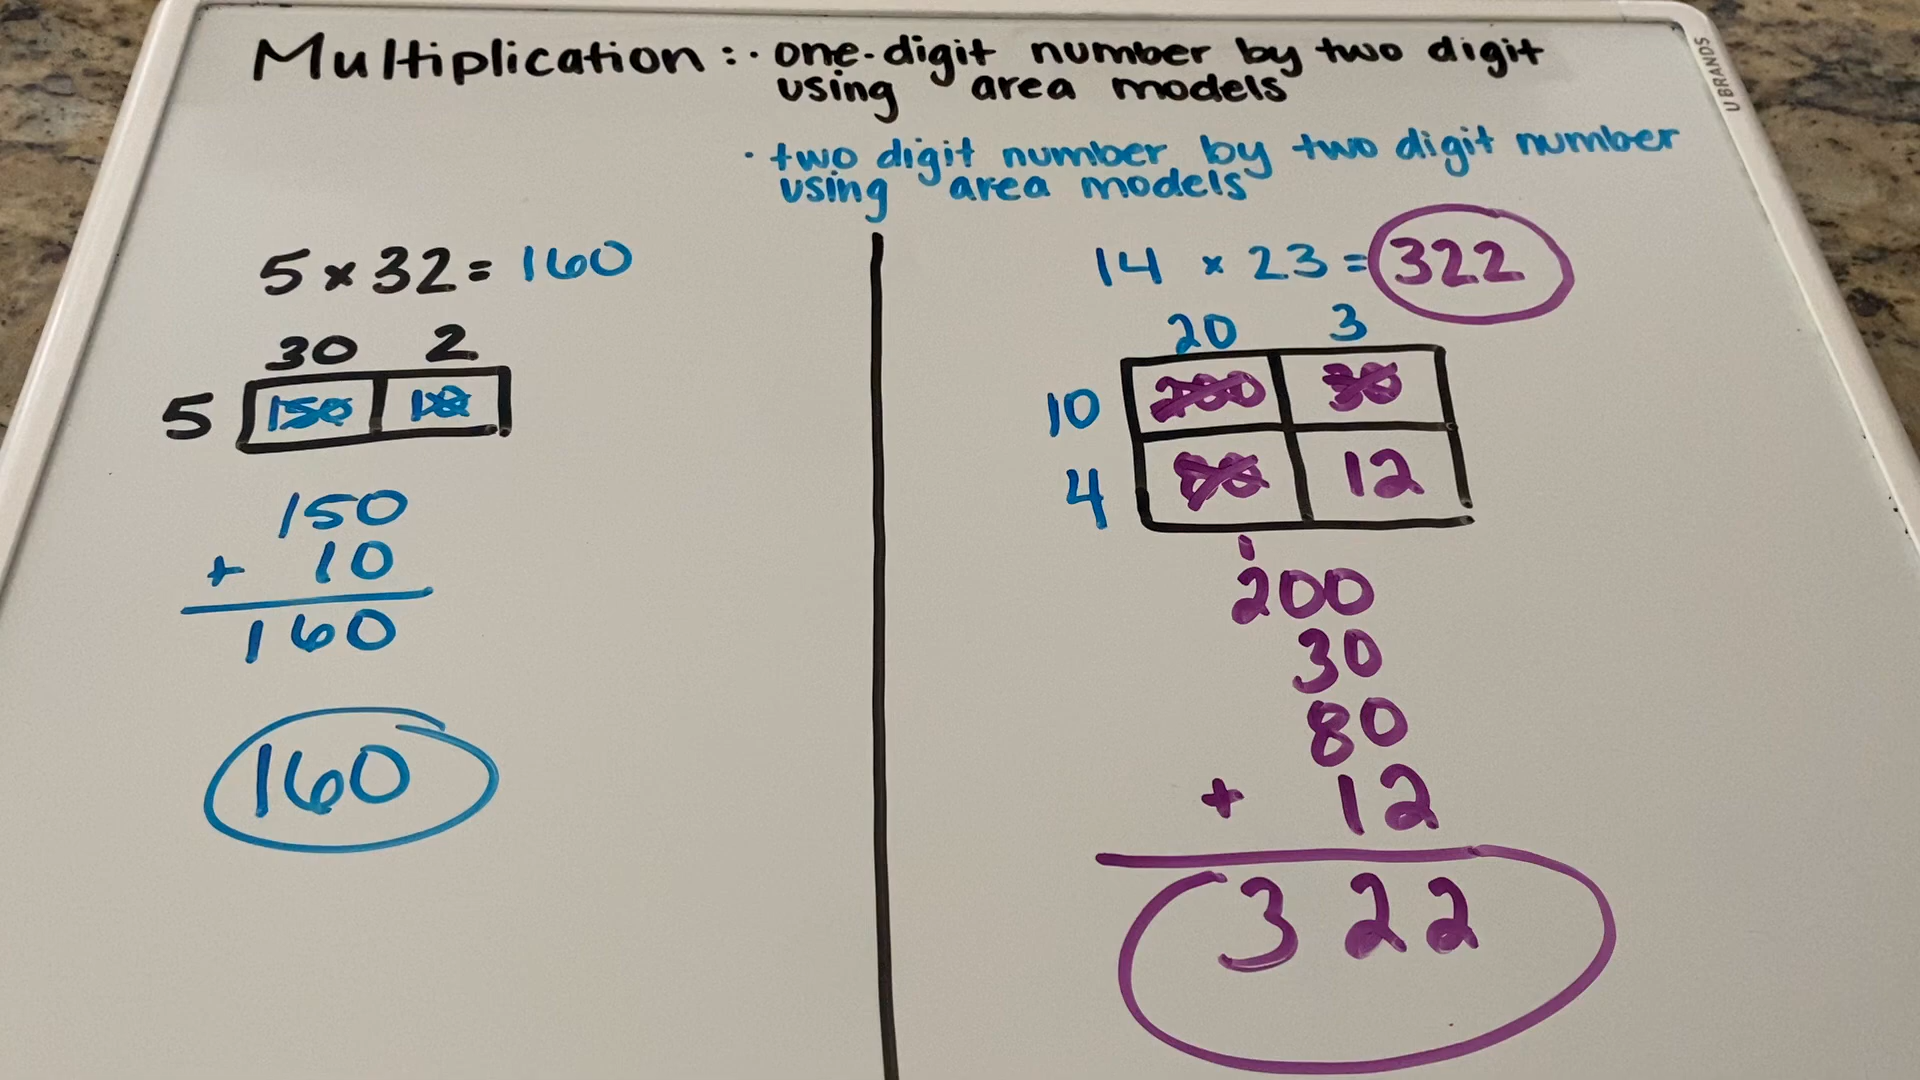 Multiplication :· one-digit number by two digit
using area models
· two digit number by two digit number
using area models
U BRANDS
5 x 32 = 160
30 2
5 150 10
150
+ 10
160
160
14 x 23 = 322
20 3
10 200 30
4 80 12
1
200
30
80
+ 12
322